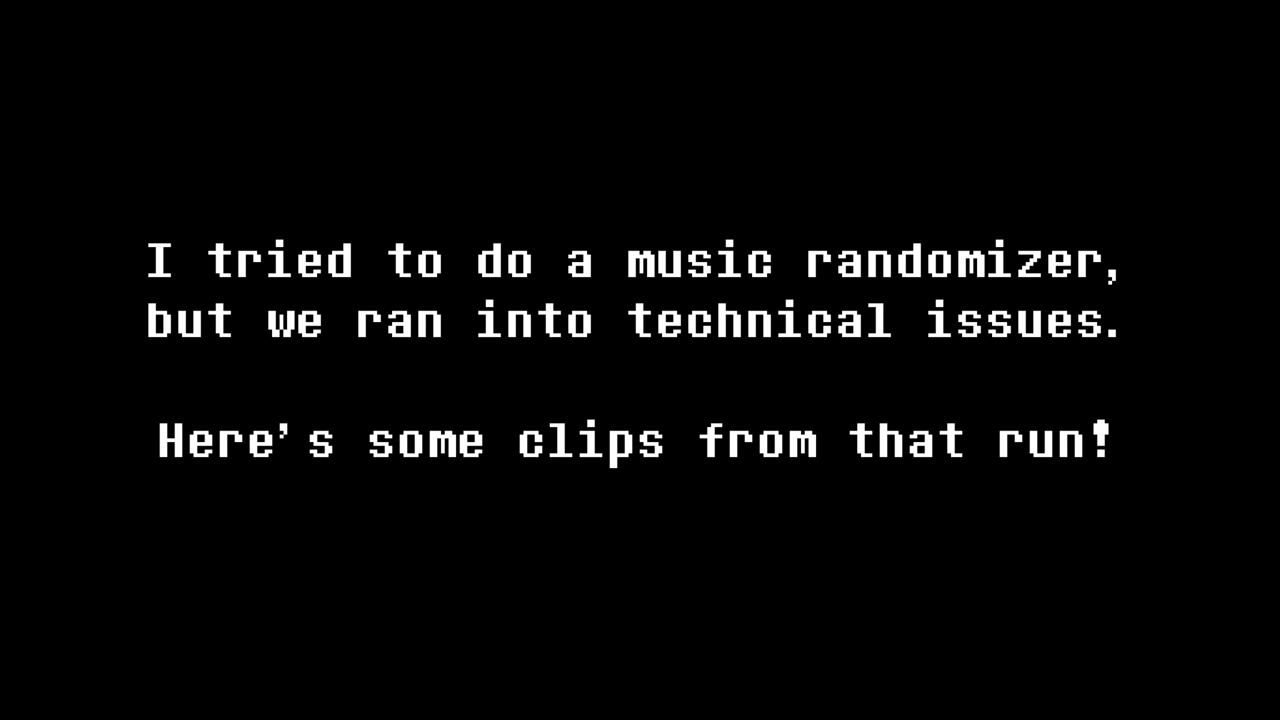 I tried to do a music randomizer,
but we ran into technical issues.
Here's some clips from that run!